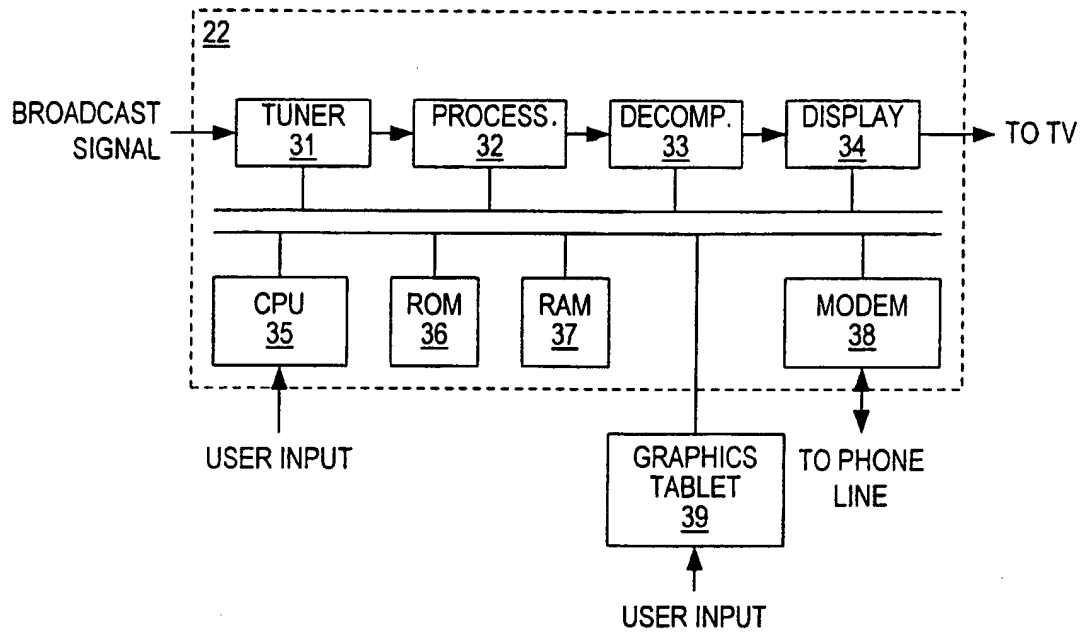 22
BROADCAST
SIGNAL
TUNER
31
PROCESS.
32
DECOMP.
33
DISPLAY
34
TO TV
CPU
35
ROM
36
RAM
37
MODEM
38
USER INPUT
GRAPHICS
TABLET
39
TO PHONE
LINE
USER INPUT